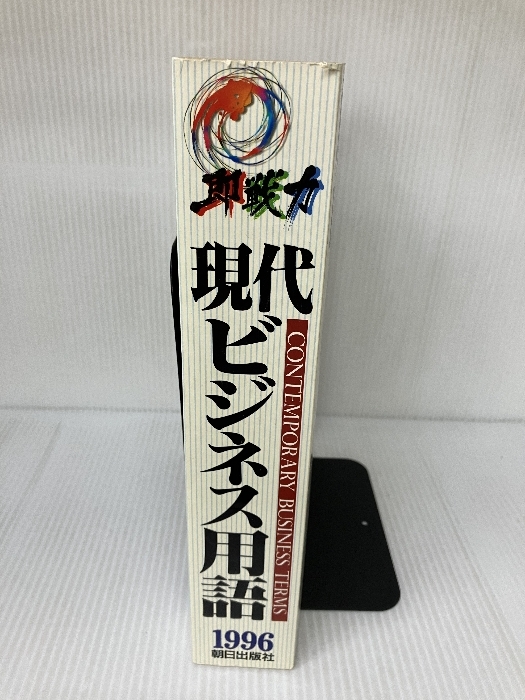 即戦力
現代
ビジネス用語
CONTEMPORARY BUSINESS TERMS
1996
朝日出版社